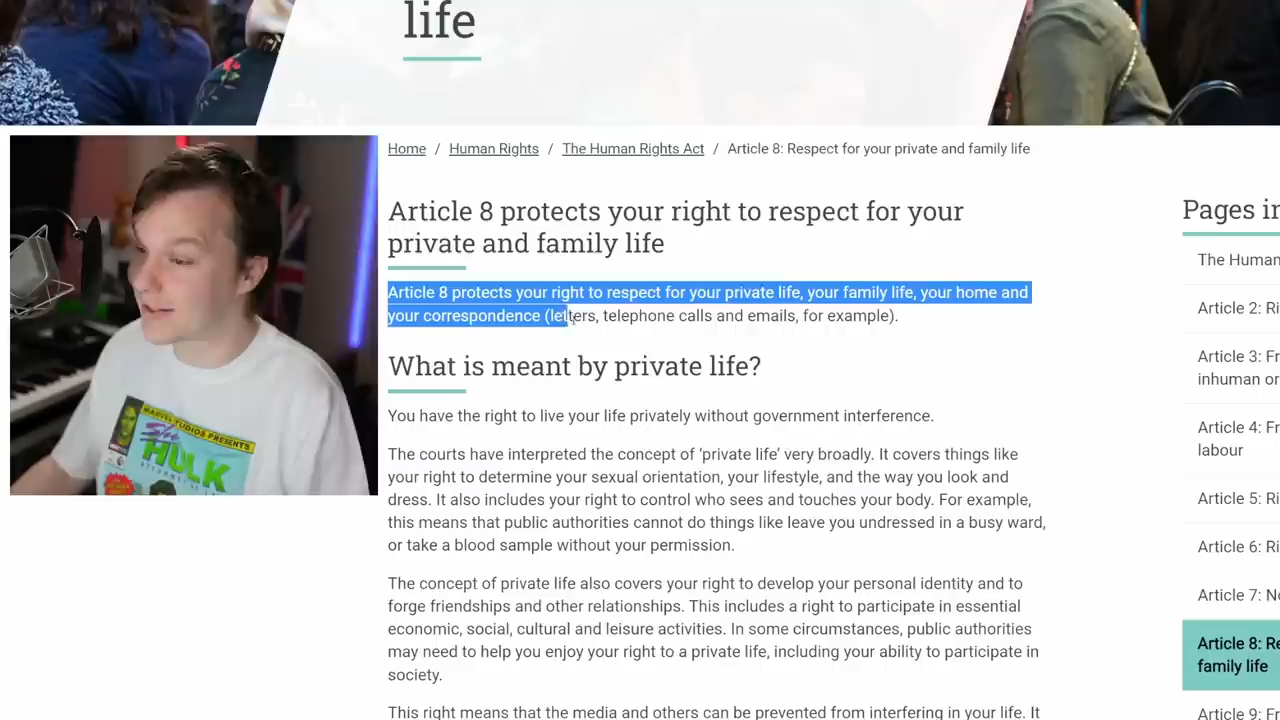 life
Home / Human Rights / The Human Rights Act / Article 8: Respect for your private and family life
Article 8 protects your right to respect for your
private and family life
Article 8 protects your right to respect for your private life, your family life, your home and
your correspondence (letters, telephone calls and emails, for example).
What is meant by private life?
You have the right to live your life privately without government interference.
The courts have interpreted the concept of ‘private life’ very broadly. It covers things like
your right to determine your sexual orientation, your lifestyle, and the way you look and
dress. It also includes your right to control who sees and touches your body. For example,
this means that public authorities cannot do things like leave you undressed in a busy ward,
or take a blood sample without your permission.
The concept of private life also covers your right to develop your personal identity and to
forge friendships and other relationships. This includes a right to participate in essential
economic, social, cultural and leisure activities. In some circumstances, public authorities
may need to help you enjoy your right to a private life, including your ability to participate in
society.
This right means that the media and others can be prevented from interfering in your life. It
Pages in
The Human
Article 2: Ri
Article 3: Fr
inhuman or
Article 4: Fr
labour
Article 5: Ri
Article 6: Ri
Article 7: No
Article 8: Re
family life
Article 9: Fr
MARVEL STUDIOS PRESENTS
She
HULK